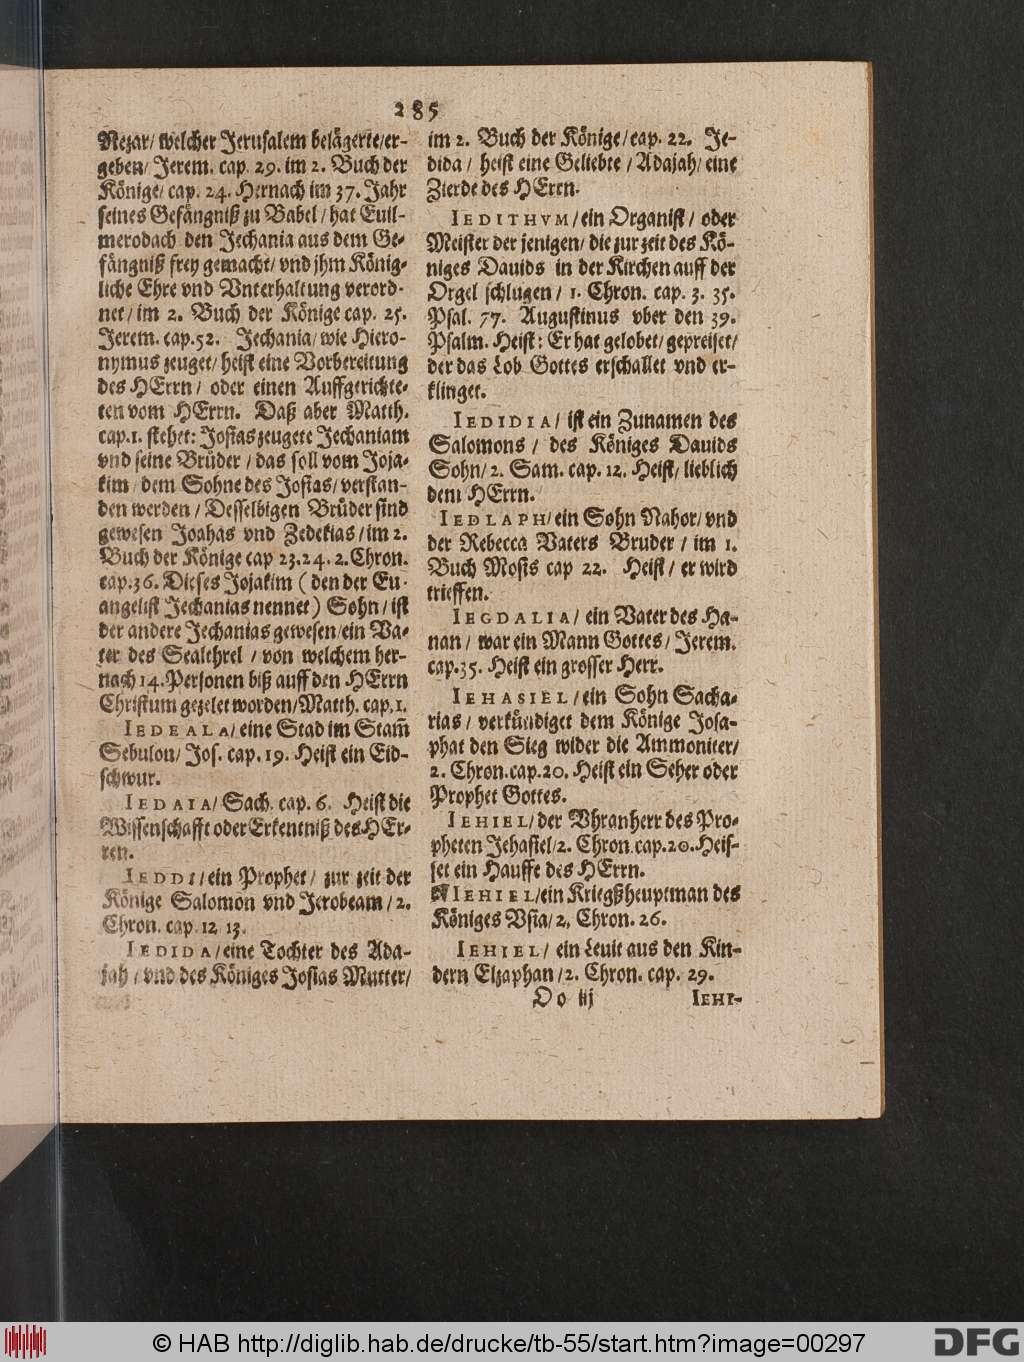 285
Nezar/ welcher Jerusalem belägerte/er-
geben/ Jerem. cap. 29. im 2. Buch der
Könige/ cap. 24. Hernach im 37. Jahr
seines Gefängniß zu Babel/ hat Euil-
merodach den Jechania aus dem Ge-
fängniß frey gemacht/ vnd jhm König-
liche Ehre vnd Vnterhaltung verord-
net/ im 2. Buch der Könige cap. 25.
Jerem. cap.52. Jechania/ wie Hiero-
nymus zeuget/ heist eine Vorbereitung
des HErrn/ oder einen Auffgerichte-
ten vom HErrn. Daß aber Matth.
cap.1. stehet: Josias zeugete Jechaniam
vnd seine Brüder/ das soll vom Joja-
kim/ dem Sohne des Josias/ verstan-
den werden/ Desselbigen Brüder sind
gewesen Joahas vnd Zedekias/ im 2.
Buch der Könige cap 23.24. 2. Chron.
cap.36. Dieses Jojakim (den der Eu-
angelist Jechanias nennet) Sohn/ ist
der andere Jechanias gewesen/ein Va-
ter des Sealthrel/ von welchem her-
nach 14. Personen biß auff den HErrn
Christum gezelet worden/Matth. cap.1.
IEDEALA/ eine Stad im Stam̃
Sebulon/ Jos. cap. 19. Heist ein Eid-
schwur.
IEDAIA/ Sach. cap. 6. Heist die
Wissenschafft oder Erkentniß des HEr-
ren.
IEDDI/ein Prophet/ zur zeit der
Könige Salomon vnd Jerobeam/ 2.
Chron. cap. 12. 13.
IEDIDA/eine Tochter des Ada-
jah/ vnd des Königes Josias Mutter/
im 2. Buch der Könige/ cap. 22. Je-
dida/ heist eine Geliebte/ Adajah/ eine
Zierde des HEren.
IEDITHVM/ein Organist/ oder
Meister der jenigen/ die zur zeit des Kö-
niges Dauids in der Kirchen auff der
Orgel schlugen/ 1. Chron. cap. 3. 35.
Psal. 77. Augustinus vber den 39.
Psalm. Heist: Er hat gelobet/ gepreiset/
der das Lob Gottes erschallet vnd er-
klinget.
IEDIDIA/ ist ein Zunamen des
Salomons/ des Königes Dauids
Sohn/ 2. Sam. cap. 12. Heist/ lieblich
dem HErrn.
IEDLAPH/ein Sohn Nahor/ vnd
der Rebecca Vaters Bruder/ im 1.
Buch Mosis cap 22. Heist/ er wird
trieffen.
IEGDALIA/ ein Vater des Ha-
nan/ war ein Mann Gottes/ Jerem.
cap.35. Heist ein grosser Herr.
IEHASIEL/ein Sohn Sacha-
rias/ verkündiget dem Könige Josa-
phat den Sieg wider die Ammoniter/
2. Chron.cap.20. Heist ein Seher oder
Prophet Gottes.
IEHIEL/der Vhranherr des Pro-
pheten Jehasiel/2. Chron.cap.20.Heis-
set ein Hauffe des HErrn.
IEHIEL/ein Kriegßheuptman des
Königes Vsia/2. Chron. 26.
IEHIEL/ ein Leuit aus den Kin-
dern Elzaphan/2. Chron. cap. 29.
Oo iij IEHI-
© HAB http://diglib.hab.de/drucke/tb-55/start.htm?image=00297
DFG